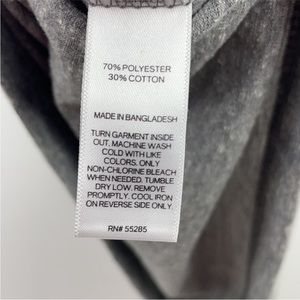 70% POLYESTER
30% COTTON
MADE IN BANGLADESH
TURN GARMENT INSIDE
OUT. MACHINE WASH
COLD WITH LIKE
COLORS. ONLY
NON-CHLORINE BLEACH
WHEN NEEDED. TUMBLE
DRY LOW. REMOVE
PROMPTLY. COOL IRON
ON REVERSE SIDE ONLY.
RN# 55285